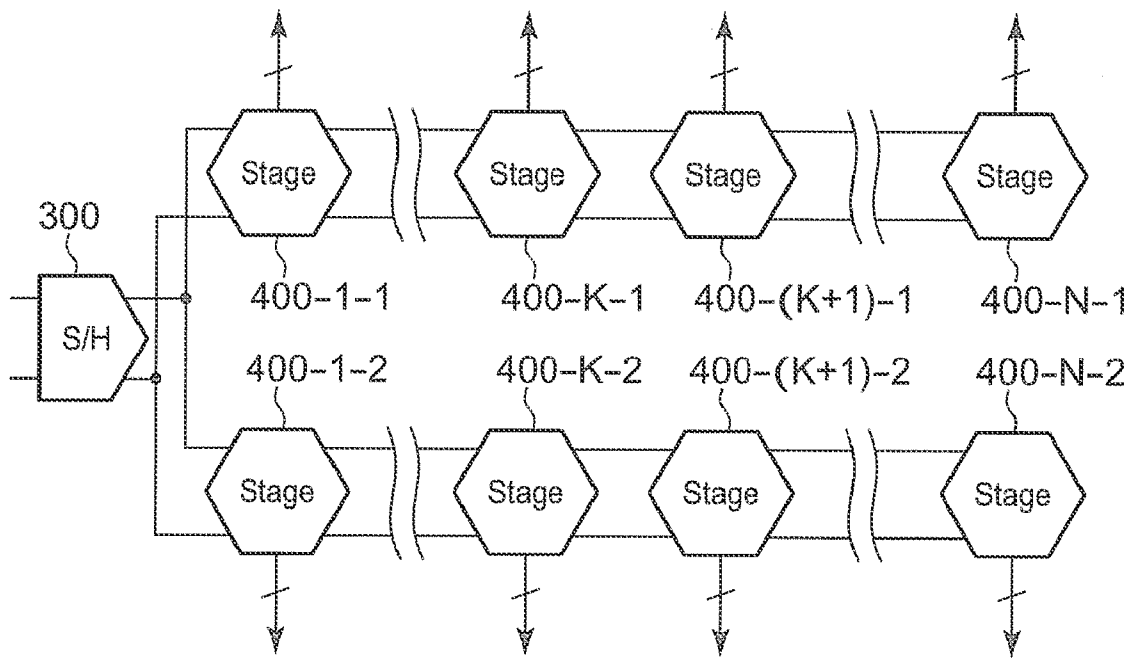 Stage Stage Stage Stage
300
S/H
400-1-1 400-K-1 400-(K+1)-1 400-N-1
400-1-2 400-K-2 400-(K+1)-2 400-N-2
Stage Stage Stage Stage